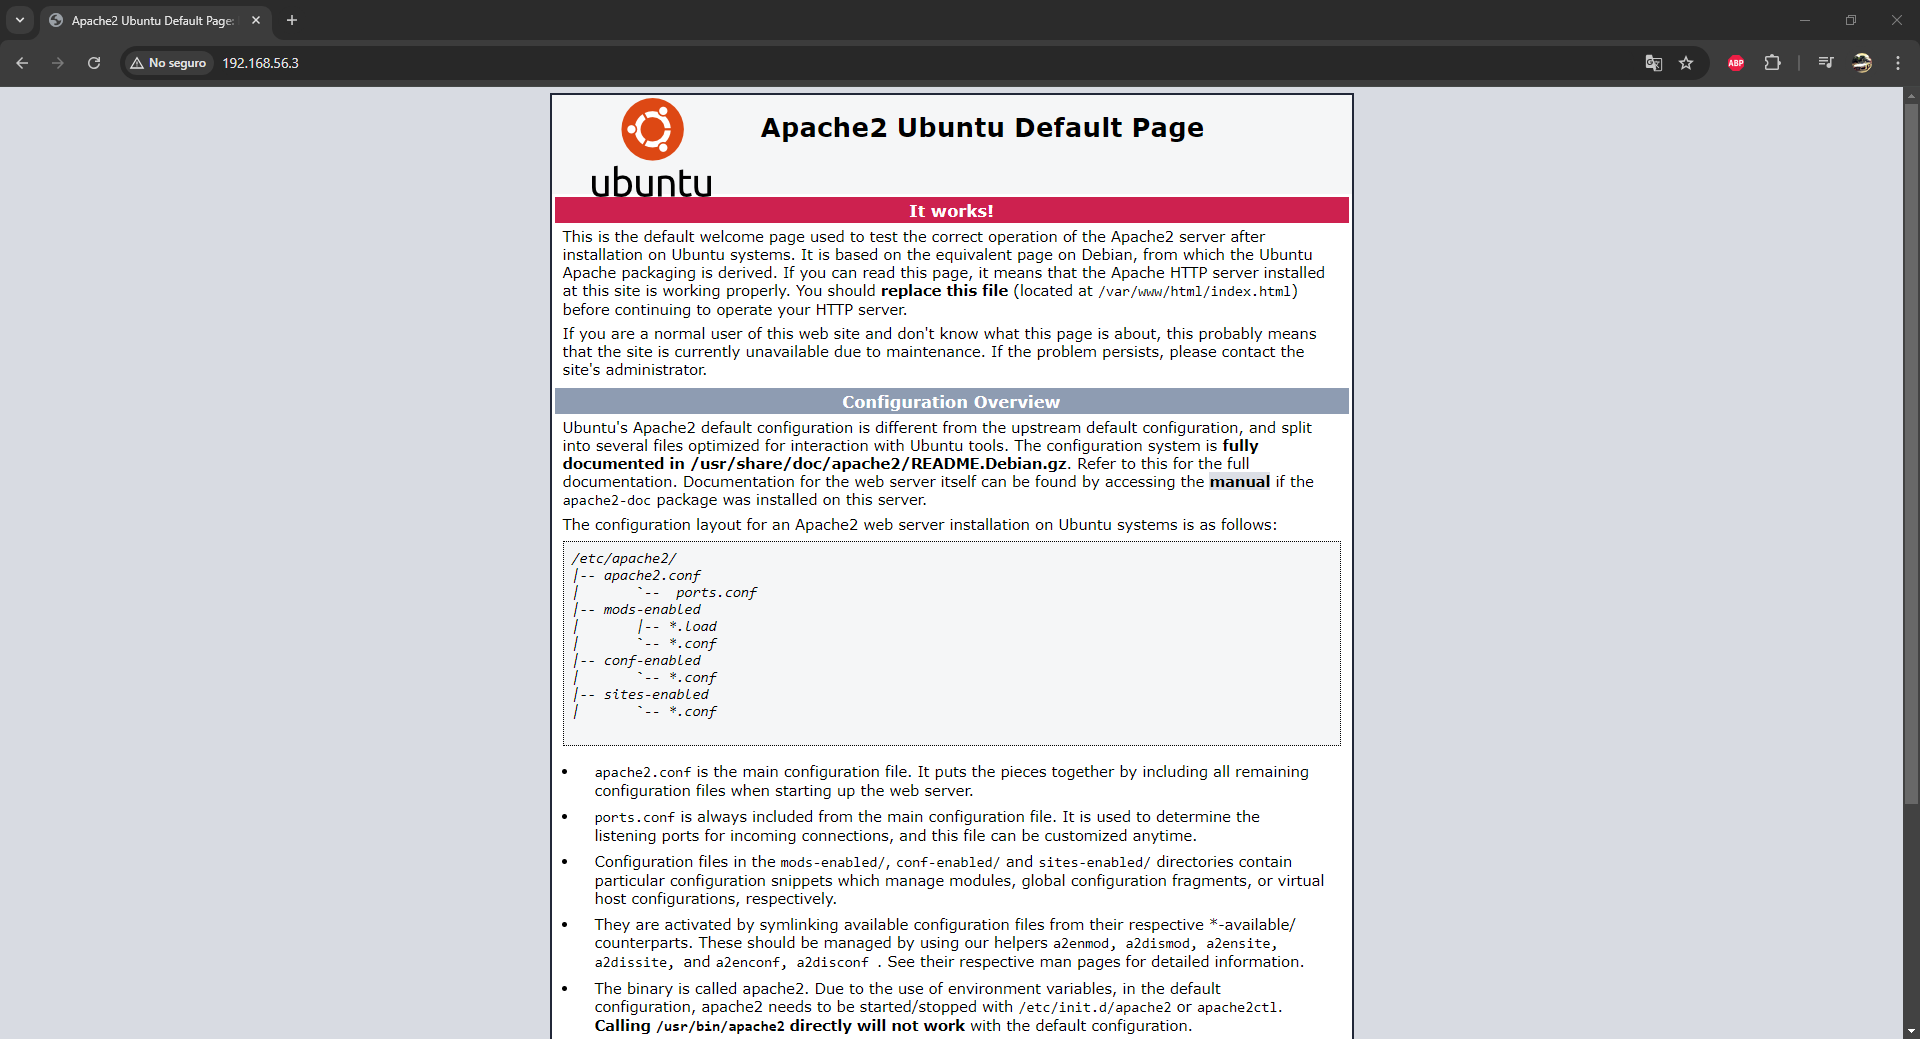 Apache2 Ubuntu Default Page:
No seguro
192.168.56.3
ABP
ubuntu
Apache2 Ubuntu Default Page
It works!
This is the default welcome page used to test the correct operation of the Apache2 server after
installation on Ubuntu systems. It is based on the equivalent page on Debian, from which the Ubuntu
Apache packaging is derived. If you can read this page, it means that the Apache HTTP server installed
at this site is working properly. You should replace this file (located at /var/www/html/index.html)
before continuing to operate your HTTP server.
If you are a normal user of this web site and don't know what this page is about, this probably means
that the site is currently unavailable due to maintenance. If the problem persists, please contact the
site's administrator.
Configuration Overview
Ubuntu's Apache2 default configuration is different from the upstream default configuration, and split
into several files optimized for interaction with Ubuntu tools. The configuration system is fully
documented in /usr/share/doc/apache2/README.Debian.gz. Refer to this for the full
documentation. Documentation for the web server itself can be found by accessing the manual if the
apache2-doc package was installed on this server.
The configuration layout for an Apache2 web server installation on Ubuntu systems is as follows:
/etc/apache2/
|-- apache2.conf
|       `--  ports.conf
|-- mods-enabled
|       |-- *.load
|       `-- *.conf
|-- conf-enabled
|       `-- *.conf
|-- sites-enabled
|       `-- *.conf
• apache2.conf is the main configuration file. It puts the pieces together by including all remaining
configuration files when starting up the web server.
• ports.conf is always included from the main configuration file. It is used to determine the
listening ports for incoming connections, and this file can be customized anytime.
• Configuration files in the mods-enabled/, conf-enabled/ and sites-enabled/ directories contain
particular configuration snippets which manage modules, global configuration fragments, or virtual
host configurations, respectively.
• They are activated by symlinking available configuration files from their respective *-available/
counterparts. These should be managed by using our helpers a2enmod, a2dismod, a2ensite,
a2dissite, and a2enconf, a2disconf . See their respective man pages for detailed information.
• The binary is called apache2. Due to the use of environment variables, in the default
configuration, apache2 needs to be started/stopped with /etc/init.d/apache2 or apache2ctl.
Calling /usr/bin/apache2 directly will not work with the default configuration.